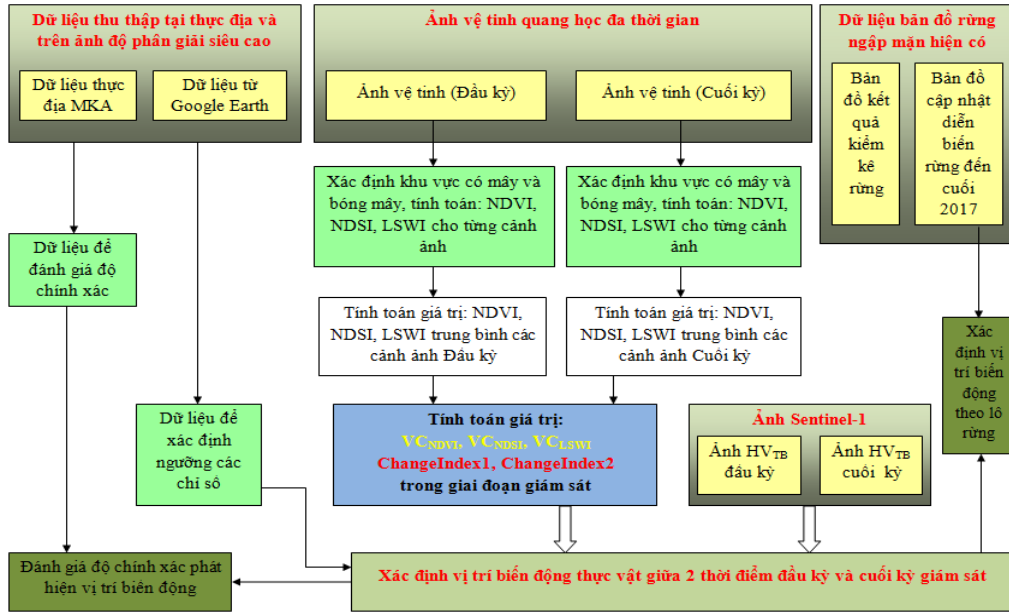 Dữ liệu thu thập tại thực địa và
trên ảnh độ phân giải siêu cao
Dữ liệu thực
địa MKA
Dữ liệu từ
Google Earth
Ảnh vệ tinh quang học đa thời gian
Ảnh vệ tinh (Đầu kỳ)
Ảnh vệ tinh (Cuối kỳ)
Dữ liệu bản đồ rừng
ngập mặn hiện có
Bản
đồ kết
quả
kiểm
kê
rừng
Bản đồ
cập nhật
diễn
biến
rừng đến
cuối
2017
Xác định khu vực có mây và
bóng mây, tính toán: NDVI,
NDSI, LSWI cho từng cảnh
ảnh
Xác định khu vực có mây và
bóng mây, tính toán: NDVI,
NDSI, LSWI cho từng cảnh
ảnh
Dữ liệu để
đánh giá độ
chính xác
Tính toán giá trị: NDVI,
NDSI, LSWI trung bình các
cảnh ảnh Đầu kỳ
Tính toán giá trị: NDVI,
NDSI, LSWI trung bình các
cảnh ảnh Cuối kỳ
Xác
định vị
trí biến
động
theo lô
rừng
Dữ liệu để
xác định
ngưỡng các
chỉ số
Tính toán giá trị:
VCNDVI, VCNDSI, VCLSWI
ChangeIndex1, ChangeIndex2
trong giai đoạn giám sát
Ảnh Sentinel-1
Ảnh HVTB
đầu kỳ
Ảnh HVTB
cuối kỳ
Đánh giá độ chính xác phát
hiện vị trí biên động
Xác định vị trí biến động thực vật giữa 2 thời điểm đầu kỳ và cuối kỳ giám sát